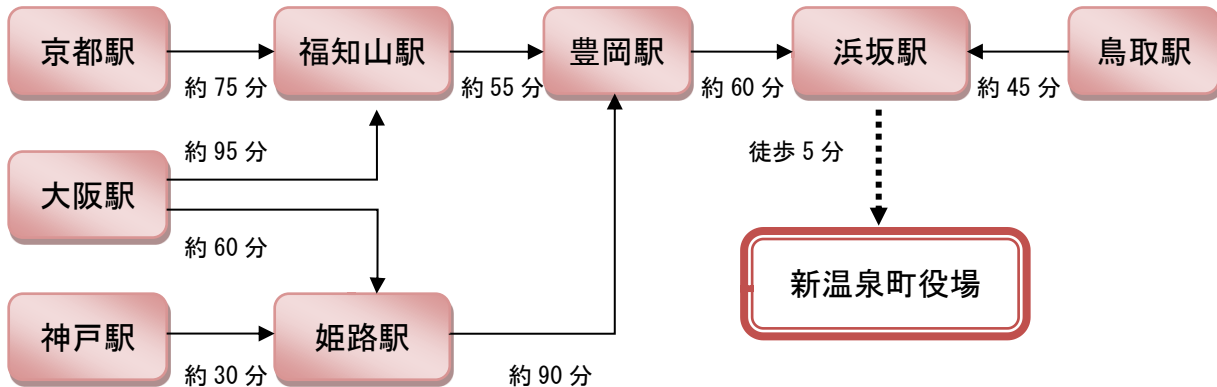 京都駅
福知山駅
豊岡駅
浜坂駅
鳥取駅
約 75 分
約 55 分
約 60 分
約 45 分
約 95 分
徒歩 5 分
大阪駅
約 60 分
新温泉町役場
神戸駅
姫路駅
約 30 分
約 90 分